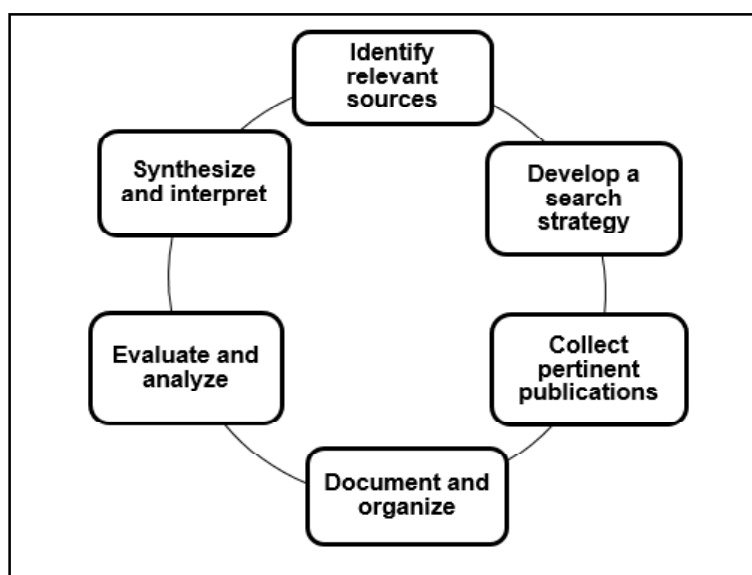 Identify
relevant
sources
Develop a
search
strategy
Collect
pertinent
publications
Document and
organize
Evaluate and
analyze
Synthesize
and interpret